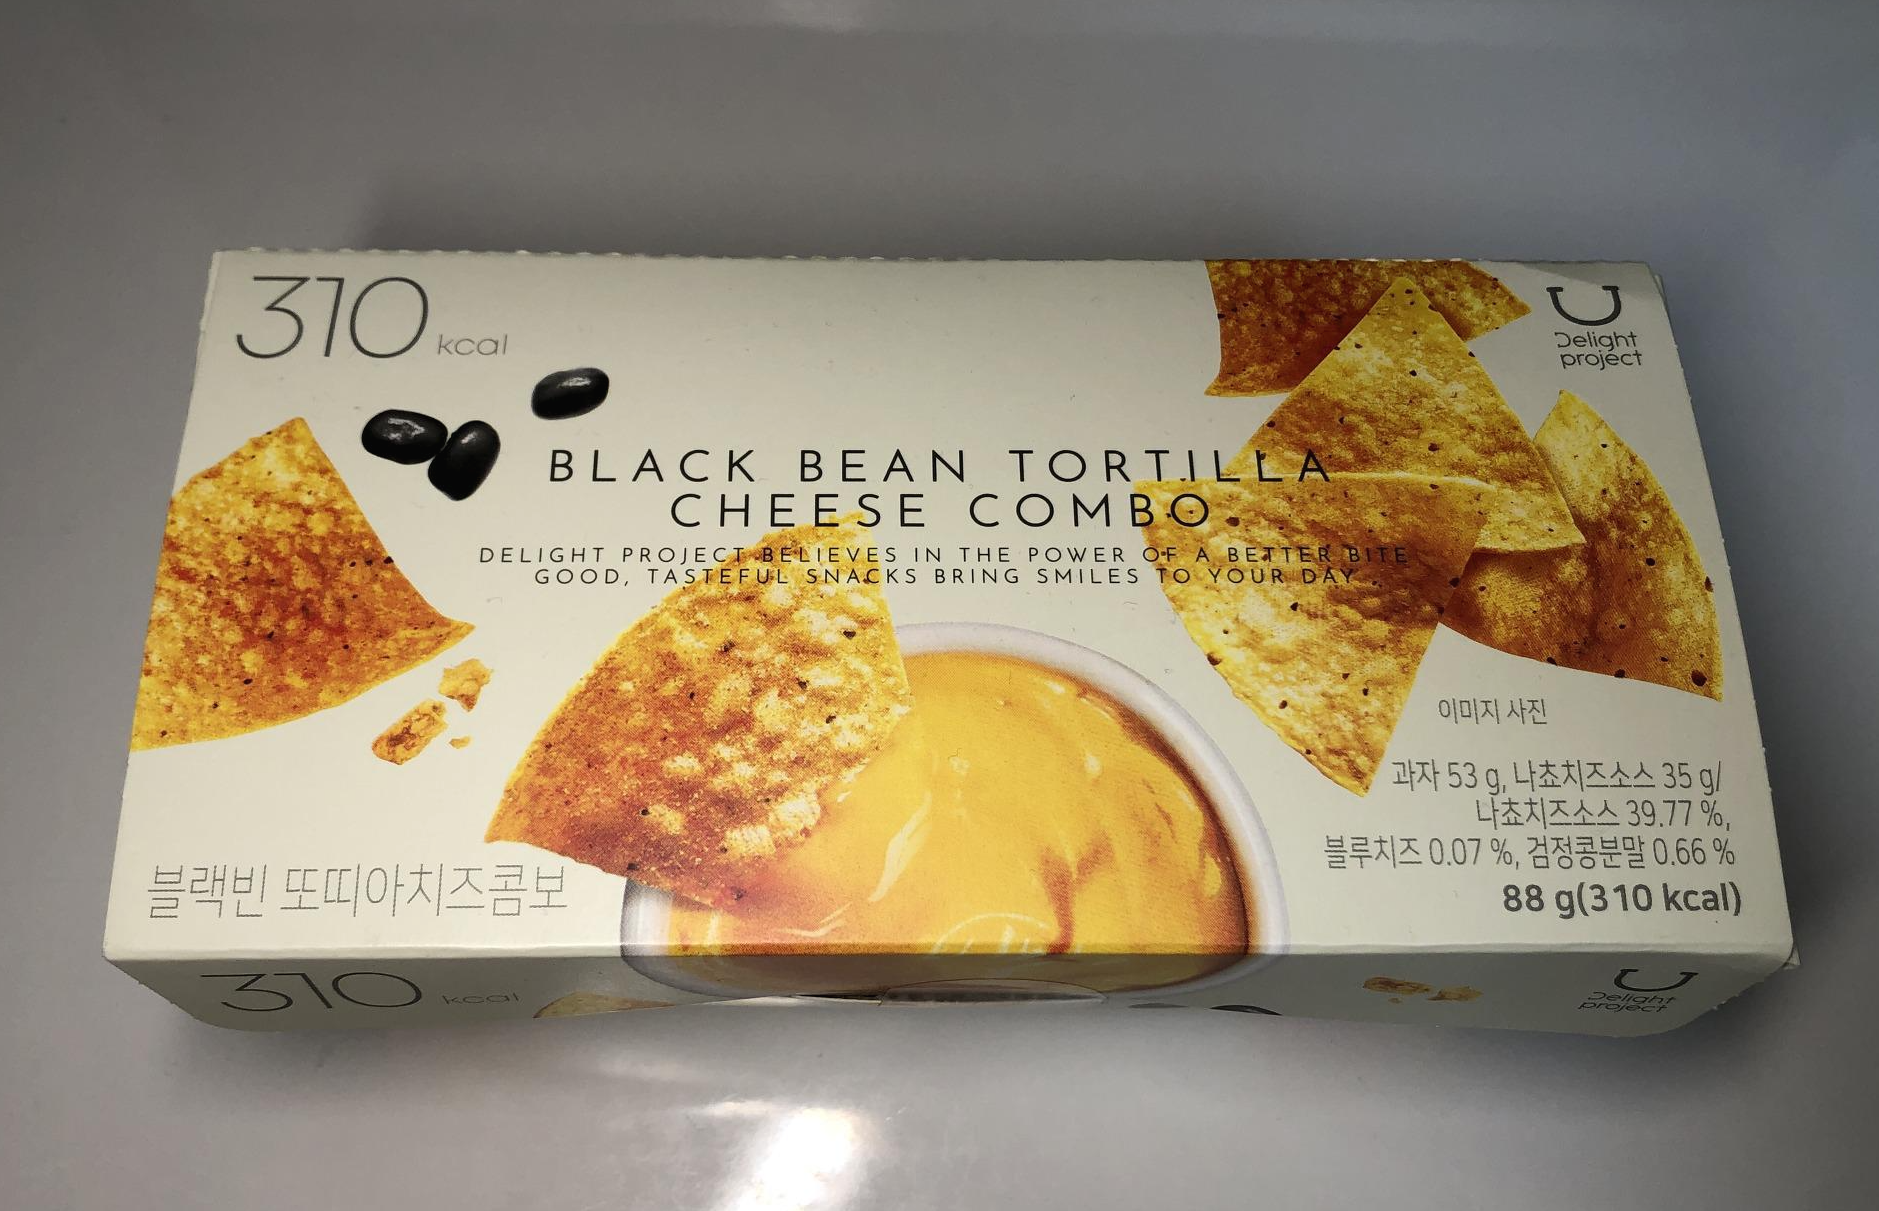 310 kcal
Delight
project
BLACK BEAN TORTILLA
CHEESE COMBO
DELIGHT PROJECT BELIEVES IN THE POWER OF A BETTER BITE
GOOD, TASTEFUL SNACKS BRING SMILES TO YOUR DAY
이미지 사진
과자 53 g, 나쵸치즈소스 35 g/
나쵸치즈소스 39.77 %,
블루치즈 0.07 %, 검정콩분말 0.66 %
88 g(310 kcal)
블랙빈 또띠아치즈콤보
310 kcal
Delight
project